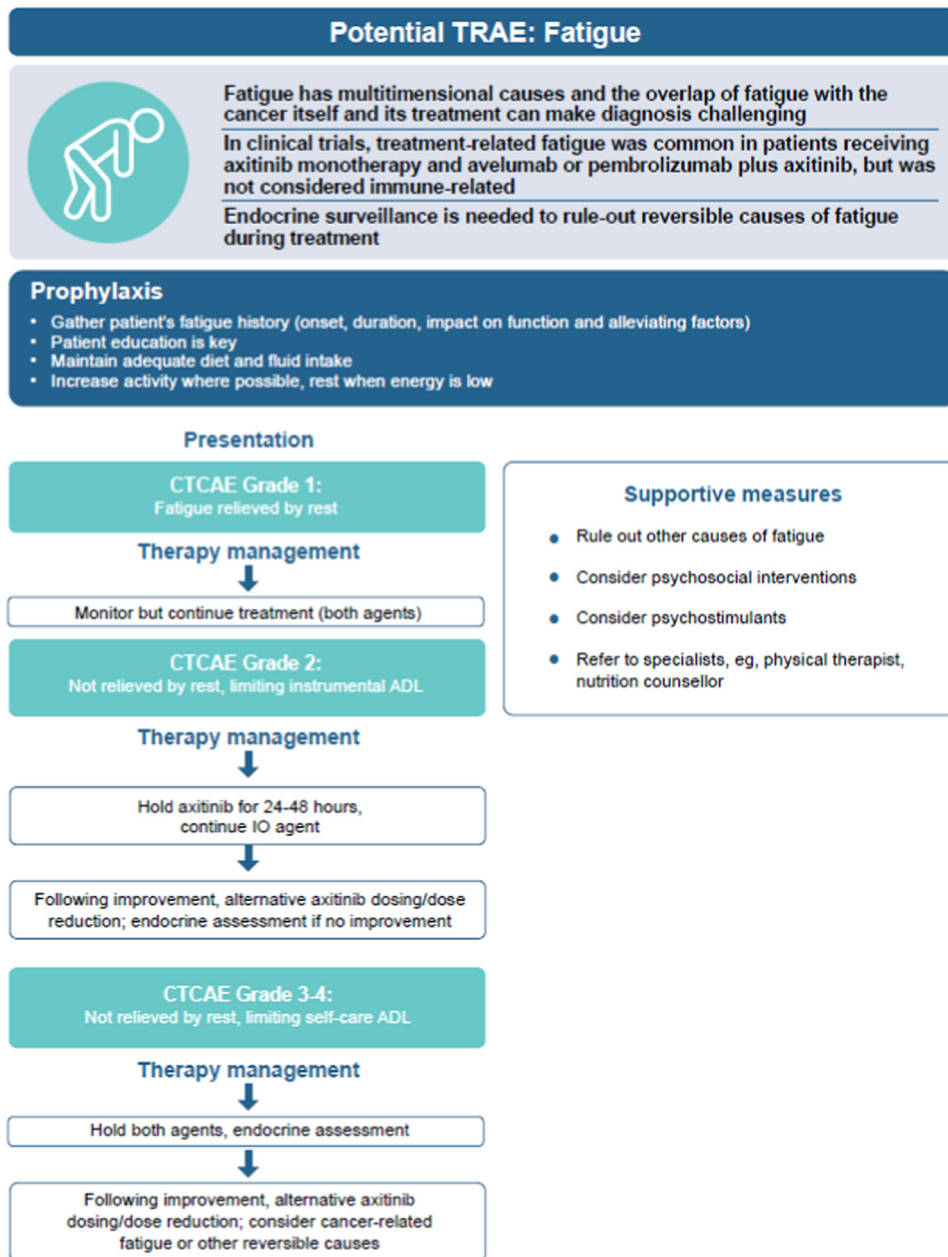 Potential TRAE: Fatigue
Fatigue has multitimensional causes and the overlap of fatigue with the
cancer itself and its treatment can make diagnosis challenging
In clinical trials, treatment-related fatigue was common in patients receiving
axitinib monotherapy and avelumab or pembrolizumab plus axitinib, but was
not considered immune-related
Endocrine surveillance is needed to rule-out reversible causes of fatigue
during treatment
Prophylaxis
• Gather patient's fatigue history (onset, duration, impact on function and alleviating factors)
• Patient education is key
• Maintain adequate diet and fluid intake
• Increase activity where possible, rest when energy is low
Presentation
CTCAE Grade 1:
Fatigue relieved by rest
Therapy management
Monitor but continue treatment (both agents)
CTCAE Grade 2:
Not relieved by rest, limiting instrumental ADL
Therapy management
Hold axitinib for 24-48 hours,
continue IO agent
Following improvement, alternative axitinib dosing/dose
reduction; endocrine assessment if no improvement
CTCAE Grade 3-4:
Not relieved by rest, limiting self-care ADL
Therapy management
Hold both agents, endocrine assessment
Following improvement, alternative axitinib
dosing/dose reduction; consider cancer-related
fatigue or other reversible causes
Supportive measures
• Rule out other causes of fatigue
• Consider psychosocial interventions
• Consider psychostimulants
• Refer to specialists, eg, physical therapist,
nutrition counsellor